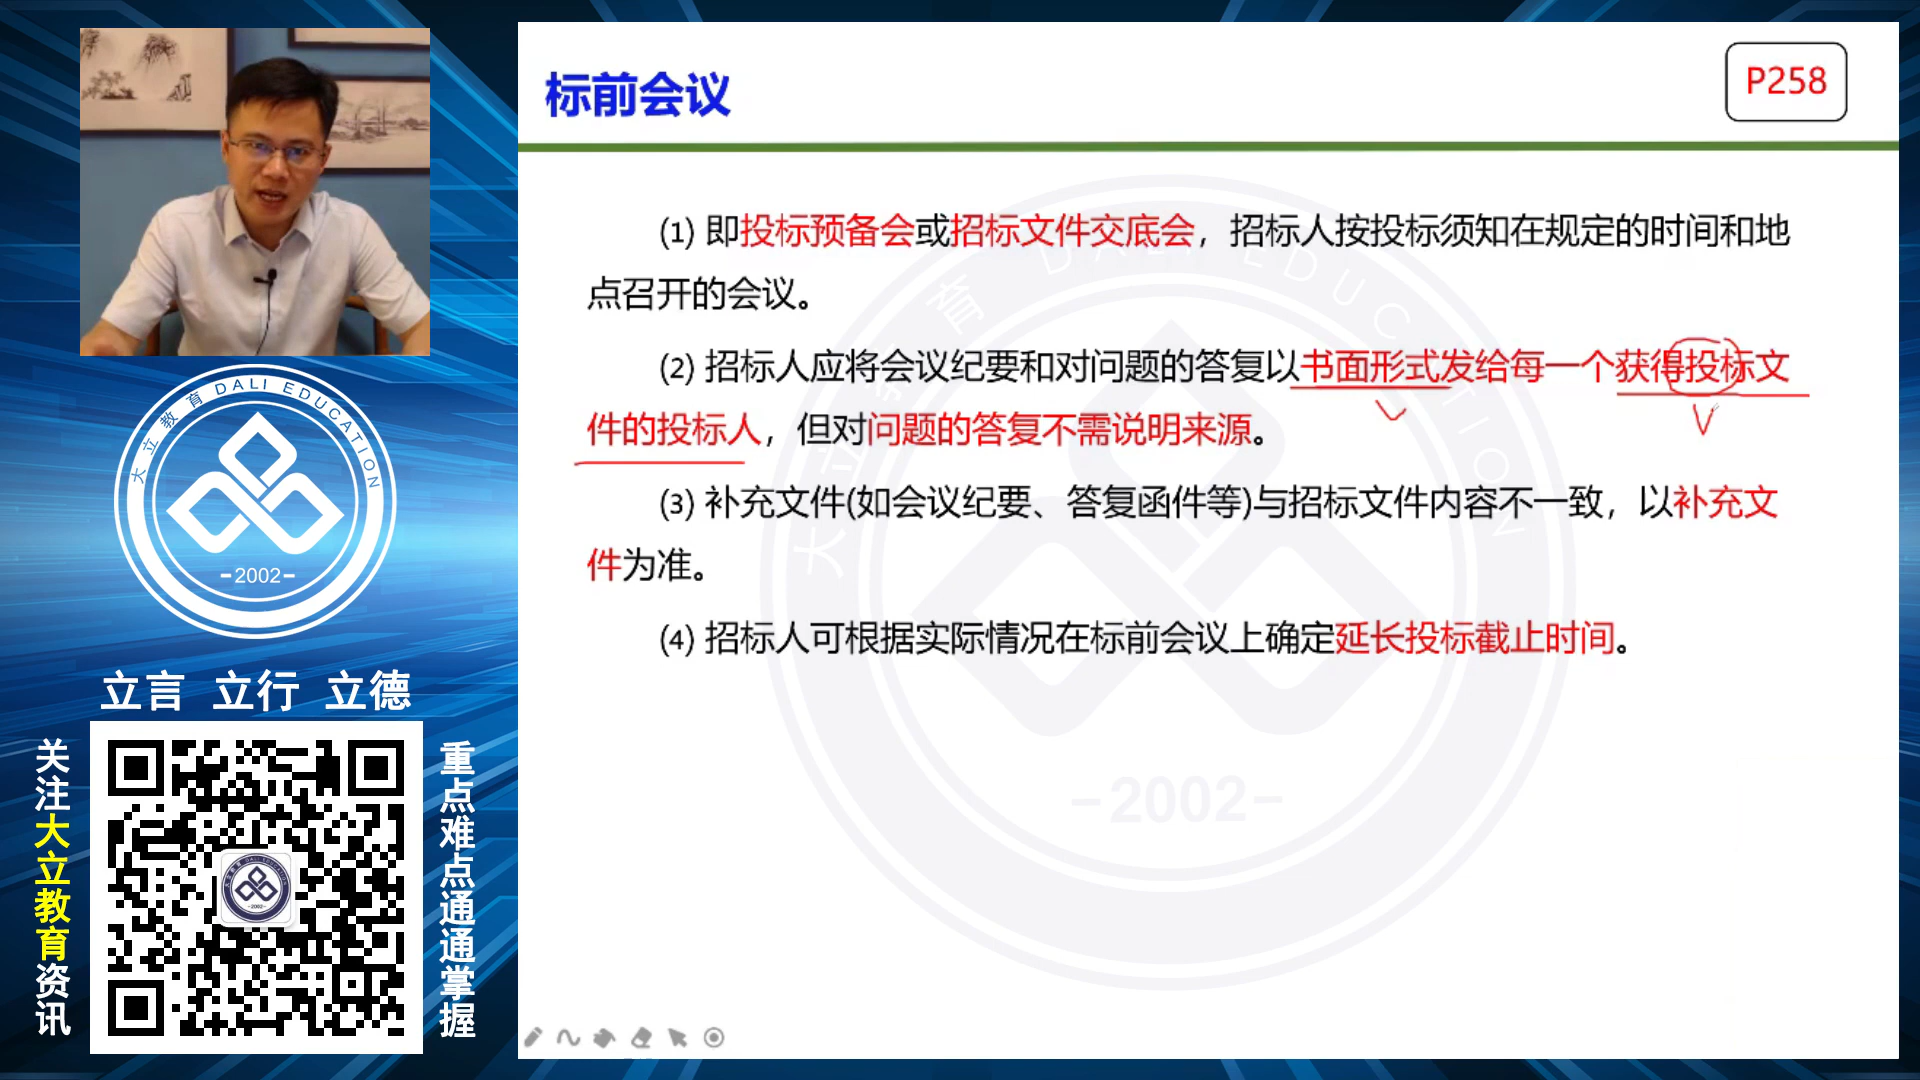 标前会议
P258
(1) 即投标预备会或招标文件交底会，招标人按投标须知在规定的时间和地
点召开的会议。
(2) 招标人应将会议纪要和对问题的答复以书面形式发给每一个获得投标文
件的投标人，但对问题的答复不需说明来源。
(3) 补充文件(如会议纪要、答复函件等)与招标文件内容不一致，以补充文
件为准。
(4) 招标人可根据实际情况在标前会议上确定延长投标截止时间。
大立教育 DALI EDUCATION
-2002-
大立教育 DALI EDUCATION
-2002-
立言 立行 立德
关注大立教育资讯
重点难点通通掌握